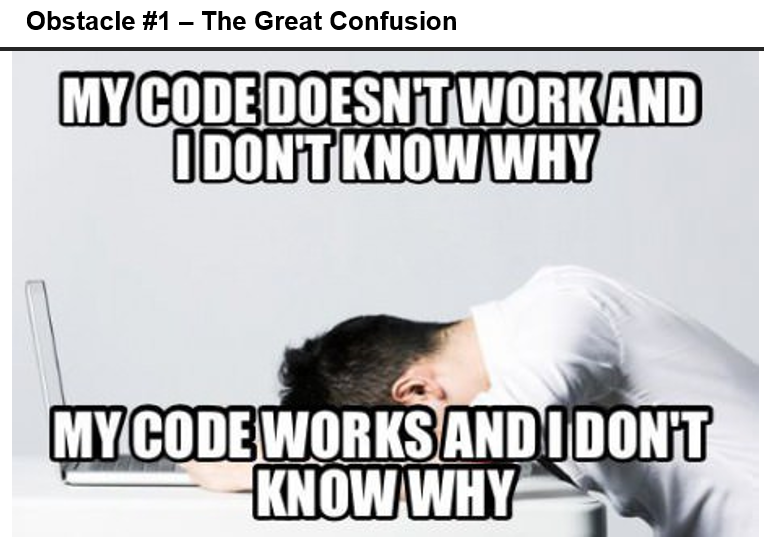 Obstacle #1 – The Great Confusion
MY CODE DOESN'T WORK AND
I DON'T KNOW WHY
MY CODE WORKS AND I DON'T
KNOW WHY